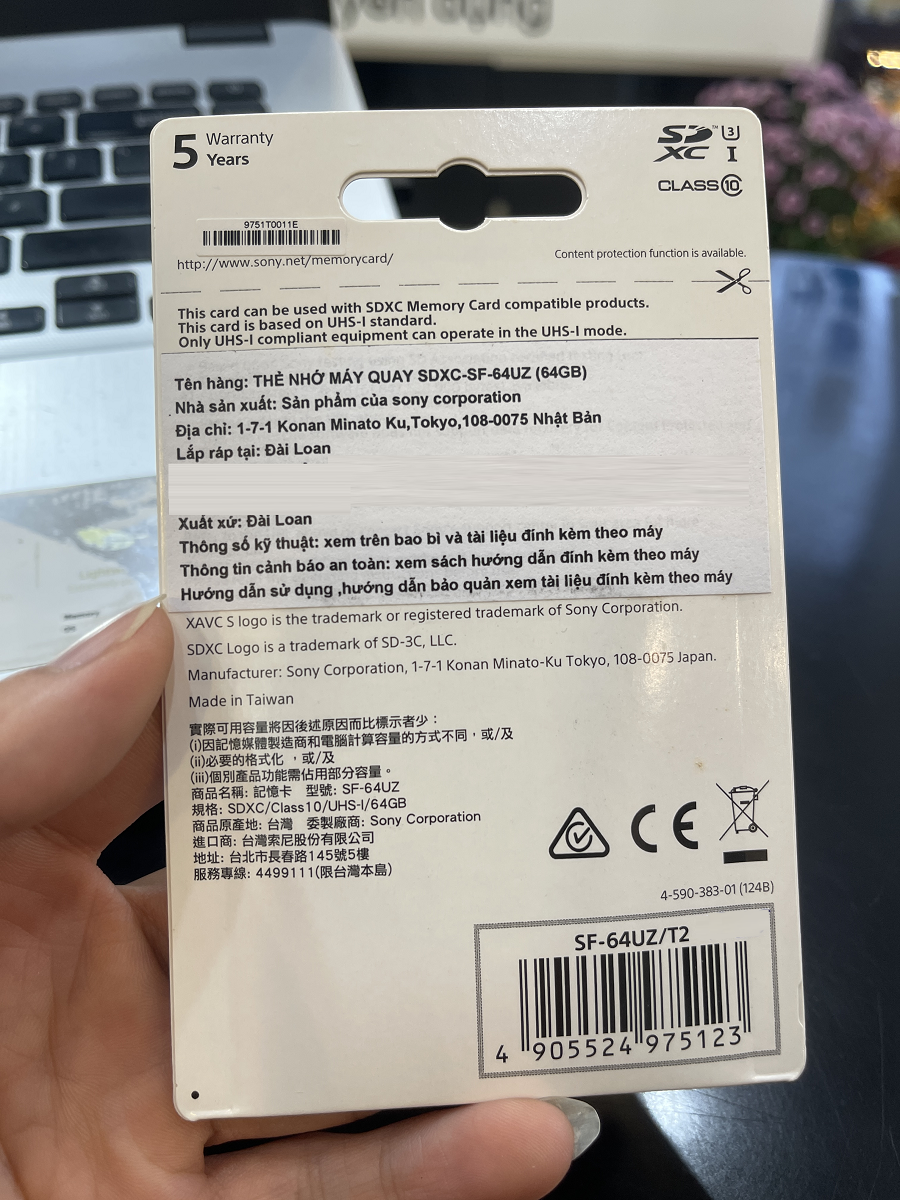 yển dụng
5 Warranty
Years
SD XC U3 I
CLASS 10
9751T0011E
http://www.sony.net/memorycard/
Content protection function is available.
This card can be used with SDXC Memory Card compatible products.
This card is based on UHS-I standard.
Only UHS-I compliant equipment can operate in the UHS-I mode.
Tên hàng: THẺ NHỚ MÁY QUAY SDXC-SF-64UZ (64GB)
Nhà sản xuất: Sản phẩm của sony corporation
Địa chỉ: 1-7-1 Konan Minato Ku,Tokyo,108-0075 Nhật Bản
Lắp ráp tại: Đài Loan
Xuất xứ: Đài Loan
Thông số kỹ thuật: xem trên bao bì và tài liệu đính kèm theo máy
Thông tin cảnh báo an toàn: xem sách hướng dẫn đính kèm theo máy
Hướng dẫn sử dụng ,hướng dẫn bảo quản xem tài liệu đính kèm theo máy
XAVC S logo is the trademark or registered trademark of Sony Corporation.
SDXC Logo is a trademark of SD-3C, LLC.
Manufacturer: Sony Corporation, 1-7-1 Konan Minato-Ku Tokyo, 108-0075 Japan.
Made in Taiwan
實際可用容量將因後述原因而比標示者少：
(i)因記憶媒體製造商和電腦計算容量的方式不同，或/及
(ii)必要的格式化 ，或/及
(iii)個別產品功能需佔用部分容量。
商品名稱: 記憶卡 型號: SF-64UZ
規格: SDXC/Class10/UHS-I/64GB
商品原產地: 台灣 委製廠商: Sony Corporation
進口商: 台灣索尼股份有限公司
地址: 台北市長春路145號5樓
服務專線: 4499111(限台灣本島)
CE
4-590-383-01 (124B)
SF-64UZ/T2
4 905524 975123